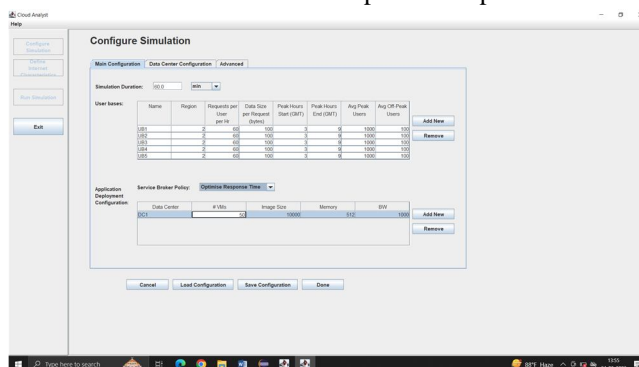 Cloud Analyst
Help
Configure Simulation
Configure
Simulation
Define
Internet
Run Simulation
Exit
Main Configuration Data Center Configuration Advanced
Simulation Duration: 60.0 min
User bases:
Name Region Requests per User per Hr Data Size per Request (bytes) Peak Hours Start (GMT) Peak Hours End (GMT) Avg Peak Users Avg Off-Peak Users
UB1 2 60 100 3 9 1000 100
UB2 2 60 100 3 9 1000 100
UB3 2 60 100 3 9 1000 100
UB4 2 60 100 3 9 1000 100
UB5 2 60 100 3 9 1000 100
Add New
Remove
Application
Deployment
Configuration:
Service Broker Policy: Optimise Response Time
Data Center # VMs Image Size Memory BW
DC1 50 10000 512 1000
Add New
Remove
Cancel Load Configuration Save Configuration Done
Type here to search
88°F Haze
13:55